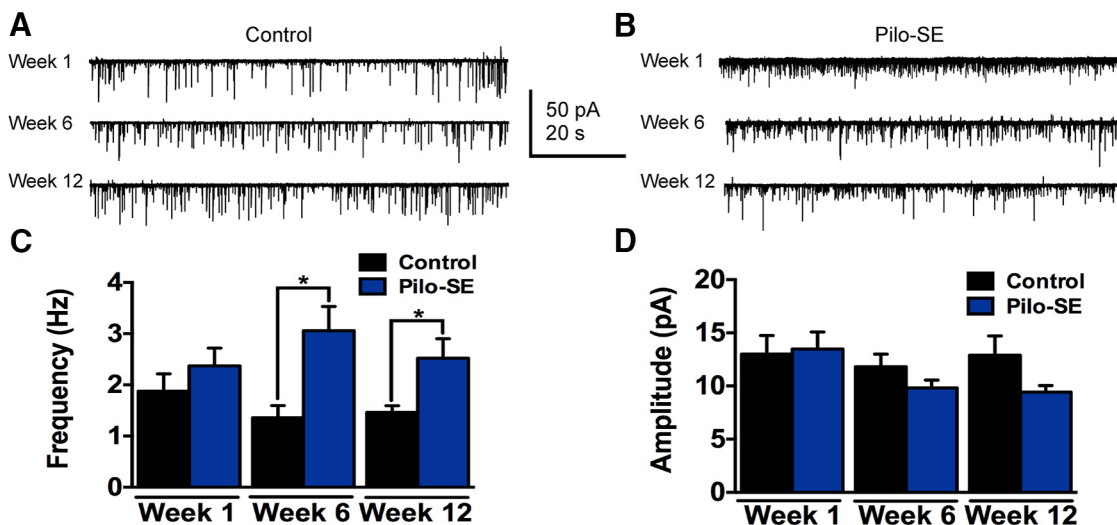 A
Control
Week 1
Week 6
Week 12
50 pA
20 s
B
Pilo-SE
Week 1
Week 6
Week 12
C
Control
Pilo-SE
Frequency (Hz)
4
3
2
1
0
*
*
Week 1 Week 6 Week 12
D
Control
Pilo-SE
Amplitude (pA)
20
15
10
5
0
Week 1 Week 6 Week 12